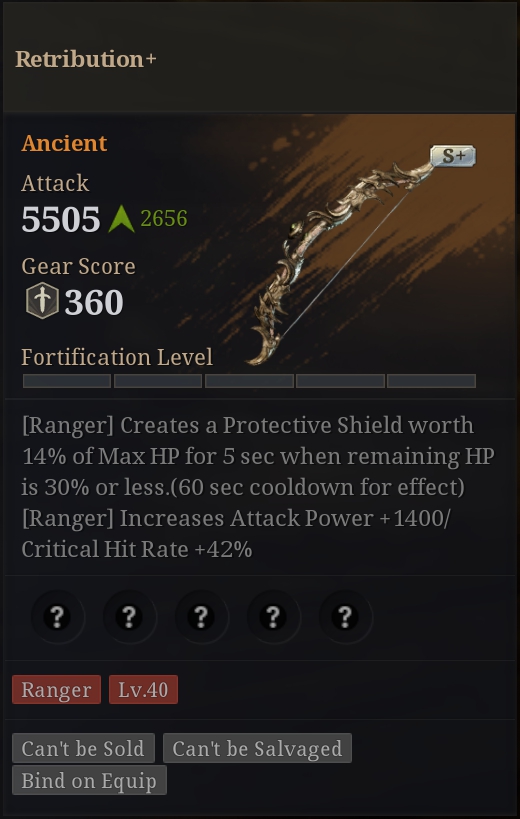 Retribution+
Ancient
S+
Attack
5505 2656
Gear Score
360
Fortification Level
[Ranger] Creates a Protective Shield worth
14% of Max HP for 5 sec when remaining HP
is 30% or less.(60 sec cooldown for effect)
[Ranger] Increases Attack Power +1400/
Critical Hit Rate +42%
? ? ? ? ?
Ranger Lv.40
Can't be Sold Can't be Salvaged
Bind on Equip